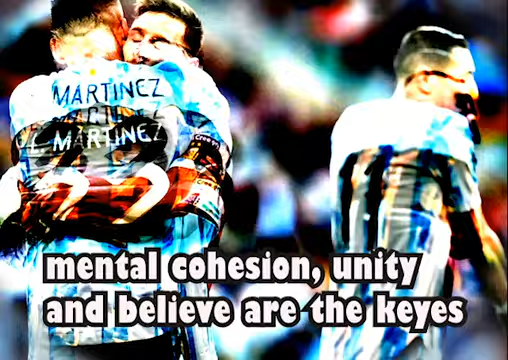 MARTINEZ
E. MARTINEZ
mental cohesion, unity
and believe are the keyes